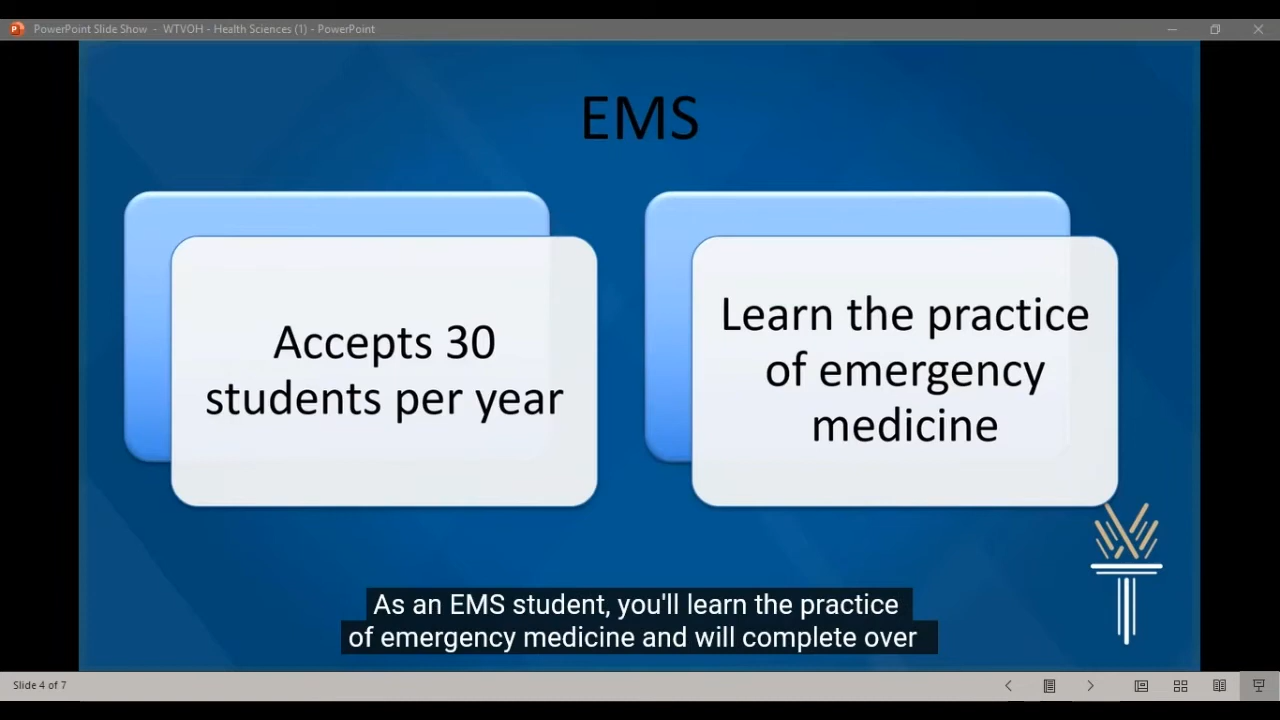 PowerPoint Slide Show - WTVOH - Health Sciences (1) - PowerPoint
EMS
Accepts 30
students per year
Learn the practice
of emergency
medicine
As an EMS student, you'll learn the practice
of emergency medicine and will complete over
Slide 4 of 7